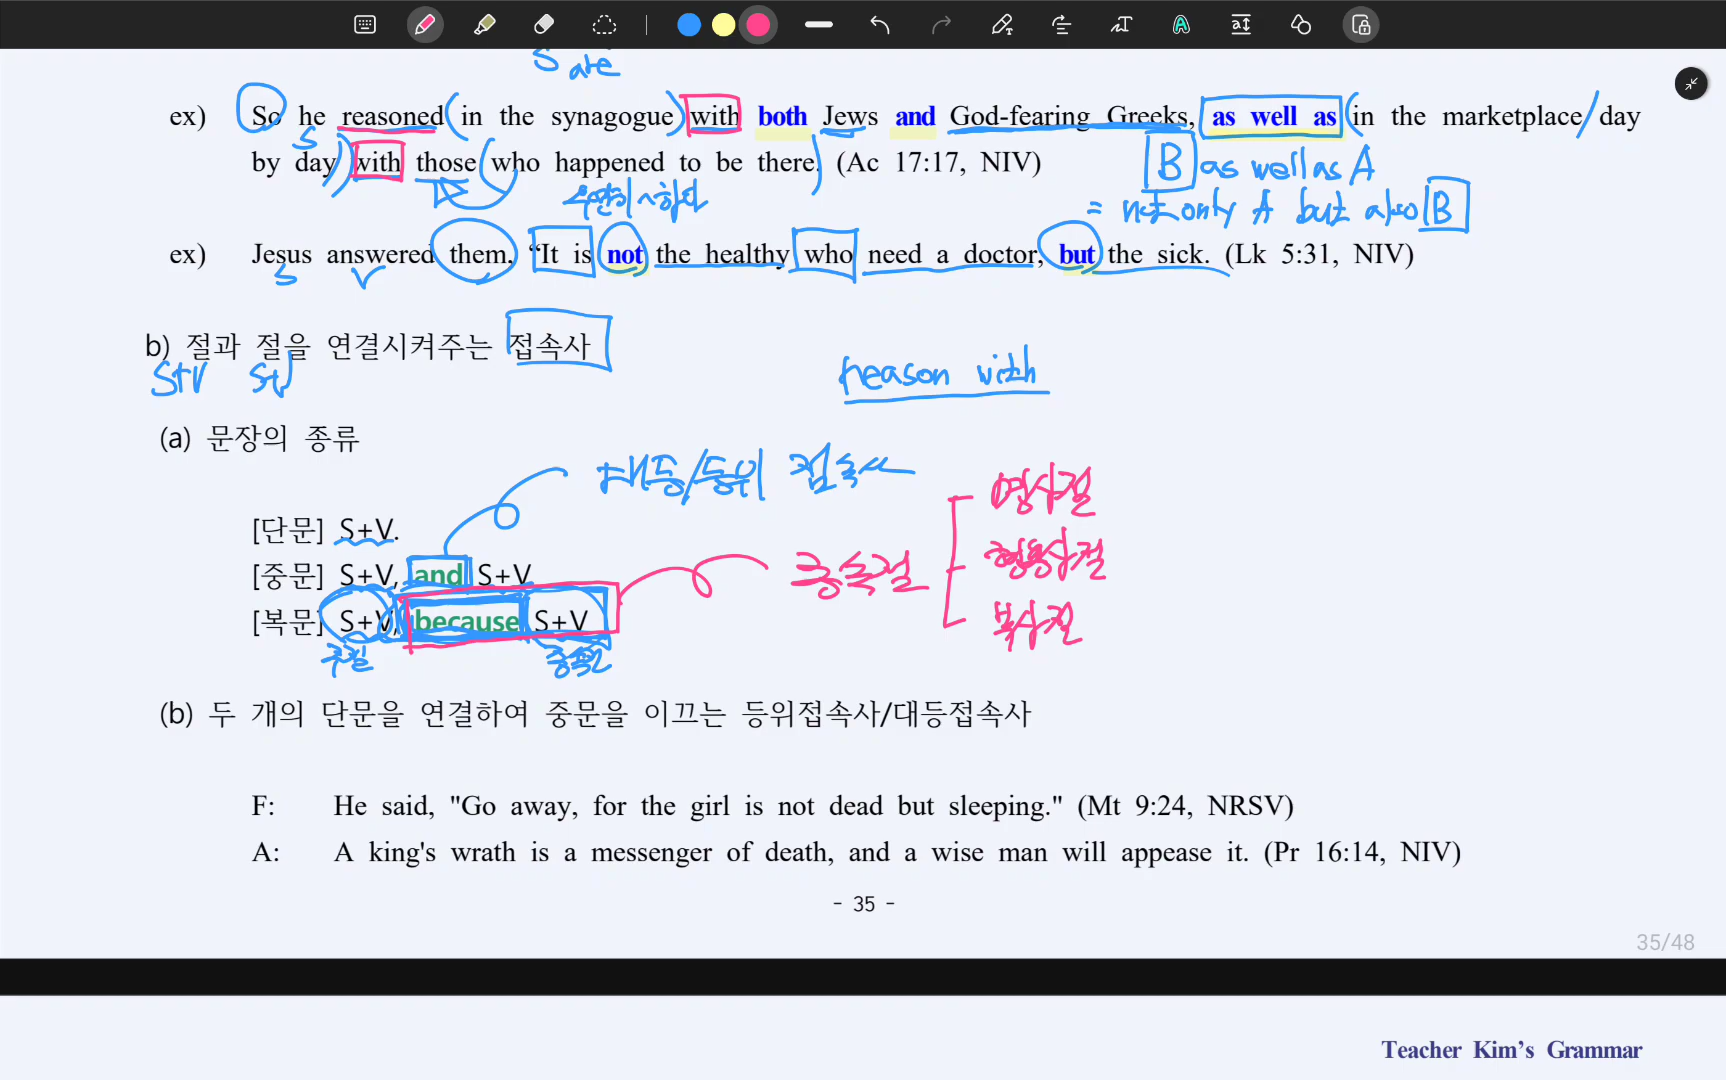 S are
ex) So he reasoned (in the synagogue) with both Jews and God-fearing Greeks, as well as (in the marketplace/day
S
by day) with those (who happened to be there.) (Ac 17:17, NIV)
B as well as A
우연히 ~하다
= not only A but also B
ex) Jesus answered them, “It is not the healthy who need a doctor, but the sick. (Lk 5:31, NIV)
S V
b) 절과 절을 연결시켜주는 접속사
S+V S+V
reason with
(a) 문장의 종류
대등/등위 접속사
명사절
[단문] S+V.
형용사절
[중문] S+V, and S+V
종속절
[복문] S+V, because S+V
부사절
주절 종속절
(b) 두 개의 단문을 연결하여 중문을 이끄는 등위접속사/대등접속사
F: He said, "Go away, for the girl is not dead but sleeping." (Mt 9:24, NRSV)
A: A king's wrath is a messenger of death, and a wise man will appease it. (Pr 16:14, NIV)
- 35 -
35/48
Teacher Kim’s Grammar